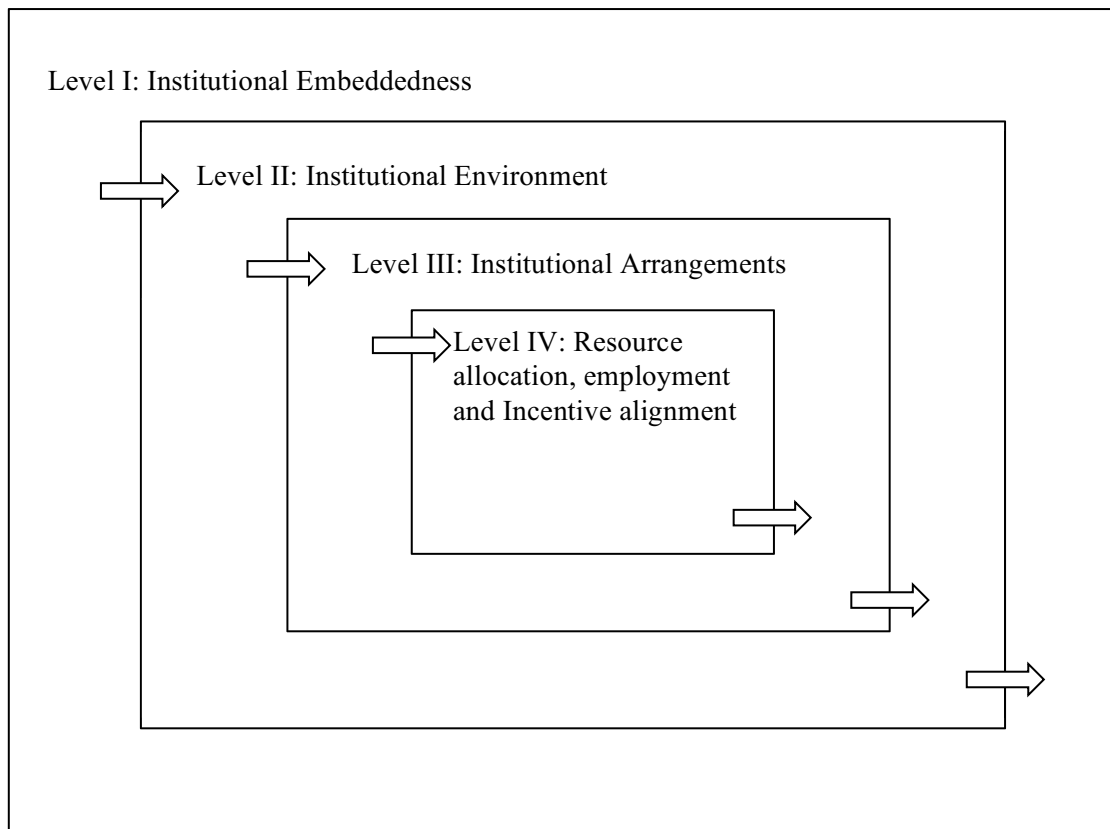 Level I: Institutional Embeddedness
Level II: Institutional Environment
Level III: Institutional Arrangements
Level IV: Resource
allocation, employment
and Incentive alignment